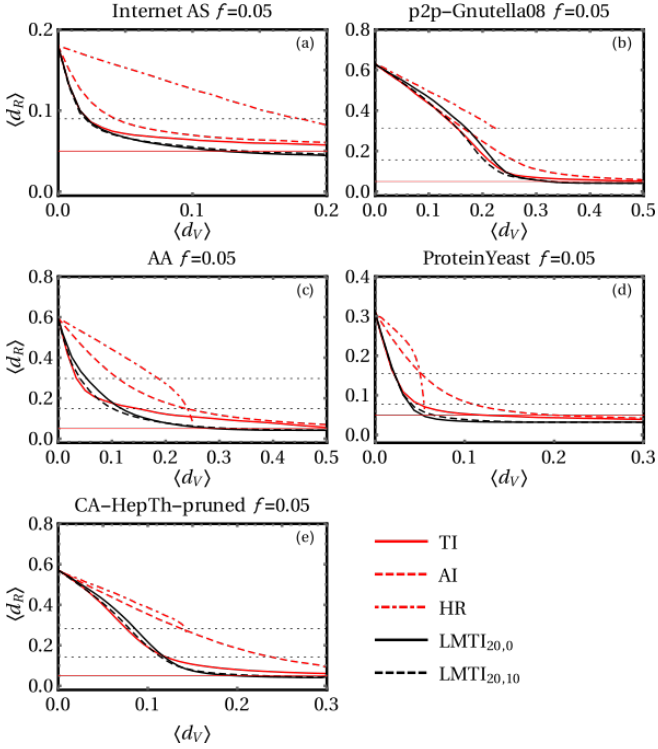 Internet AS f=0.05
(a)
⟨d_R⟩
0.2
0.1
0.0
0.0 0.1 0.2
⟨d_V⟩
p2p−Gnutella08 f=0.05
(b)
0.8
0.6
0.4
0.2
0.0
0.0 0.1 0.2 0.3 0.4 0.5
⟨d_V⟩
AA f=0.05
(c)
⟨d_R⟩
0.8
0.6
0.4
0.2
0.0
0.0 0.1 0.2 0.3 0.4 0.5
⟨d_V⟩
ProteinYeast f=0.05
(d)
0.4
0.3
0.2
0.1
0.0
0.0 0.1 0.2 0.3
⟨d_V⟩
CA−HepTh−pruned f=0.05
(e)
⟨d_R⟩
0.8
0.6
0.4
0.2
0.0
0.0 0.1 0.2 0.3
⟨d_V⟩
TI
AI
HR
LMTI20,0
LMTI20,10